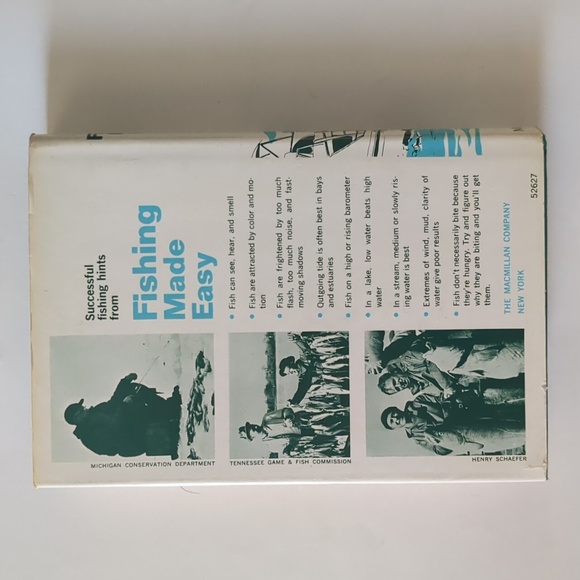 Successful
fishing hints
from
Fishing
Made
Easy
• Fish can see, hear, and smell
• Fish are attracted by color and mo-
tion
• Fish are frightened by too much
flash, too much noise, and fast-
moving shadows
• Outgoing tide is often best in bays
and estuaries
• Fish on a high or rising barometer
• In a lake, low water beats high
water
• In a stream, medium or slowly ris-
ing water is best
• Extremes of wind, mud, clarity of
water give poor results
• Fish don't necessarily bite because
they're hungry. Try and figure out
why they are biting and you'll get
them.
THE MACMILLAN COMPANY
NEW YORK
52627
MICHIGAN CONSERVATION DEPARTMENT
TENNESSEE GAME & FISH COMMISSION
HENRY SCHAEFER